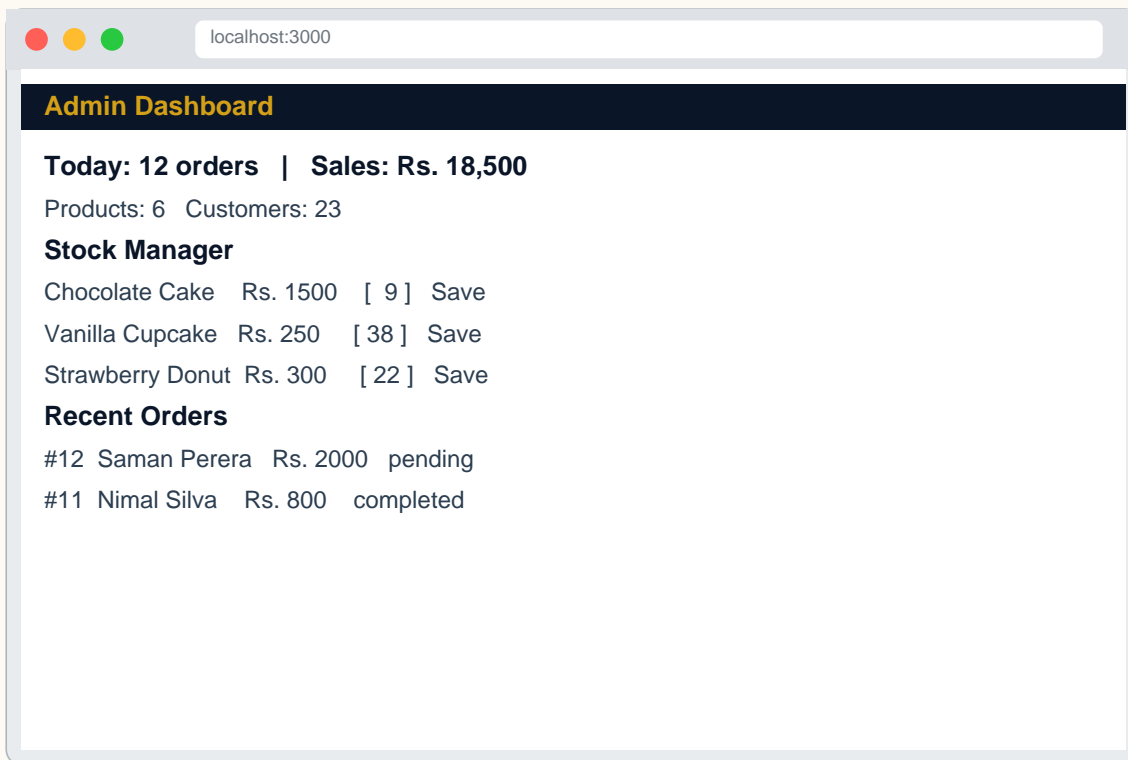 localhost:3000
Admin Dashboard
Today: 12 orders | Sales: Rs. 18,500
Products: 6 Customers: 23
Stock Manager
Chocolate Cake Rs. 1500 [ 9 ] Save
Vanilla Cupcake Rs. 250 [ 38 ] Save
Strawberry Donut Rs. 300 [ 22 ] Save
Recent Orders
#12 Saman Perera Rs. 2000 pending
#11 Nimal Silva Rs. 800 completed